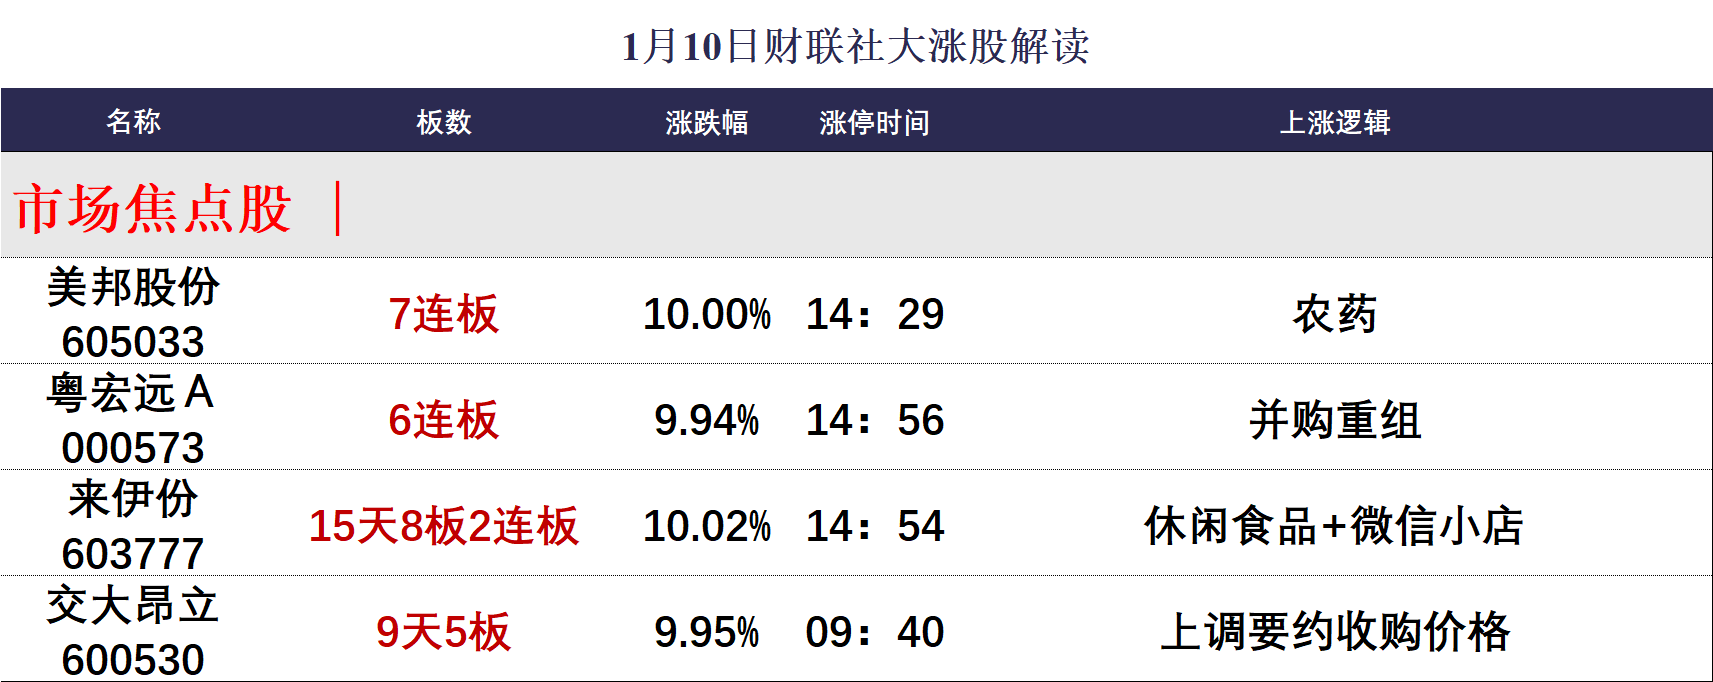 1月10日财联社大涨股解读
名称 板数 涨跌幅 涨停时间 上涨逻辑
市场焦点股 |
美邦股份
605033 7连板 10.00% 14：29 农药
粤宏远A
000573 6连板 9.94% 14：56 并购重组
来伊份
603777 15天8板2连板 10.02% 14：54 休闲食品+微信小店
交大昂立
600530 9天5板 9.95% 09：40 上调要约收购价格